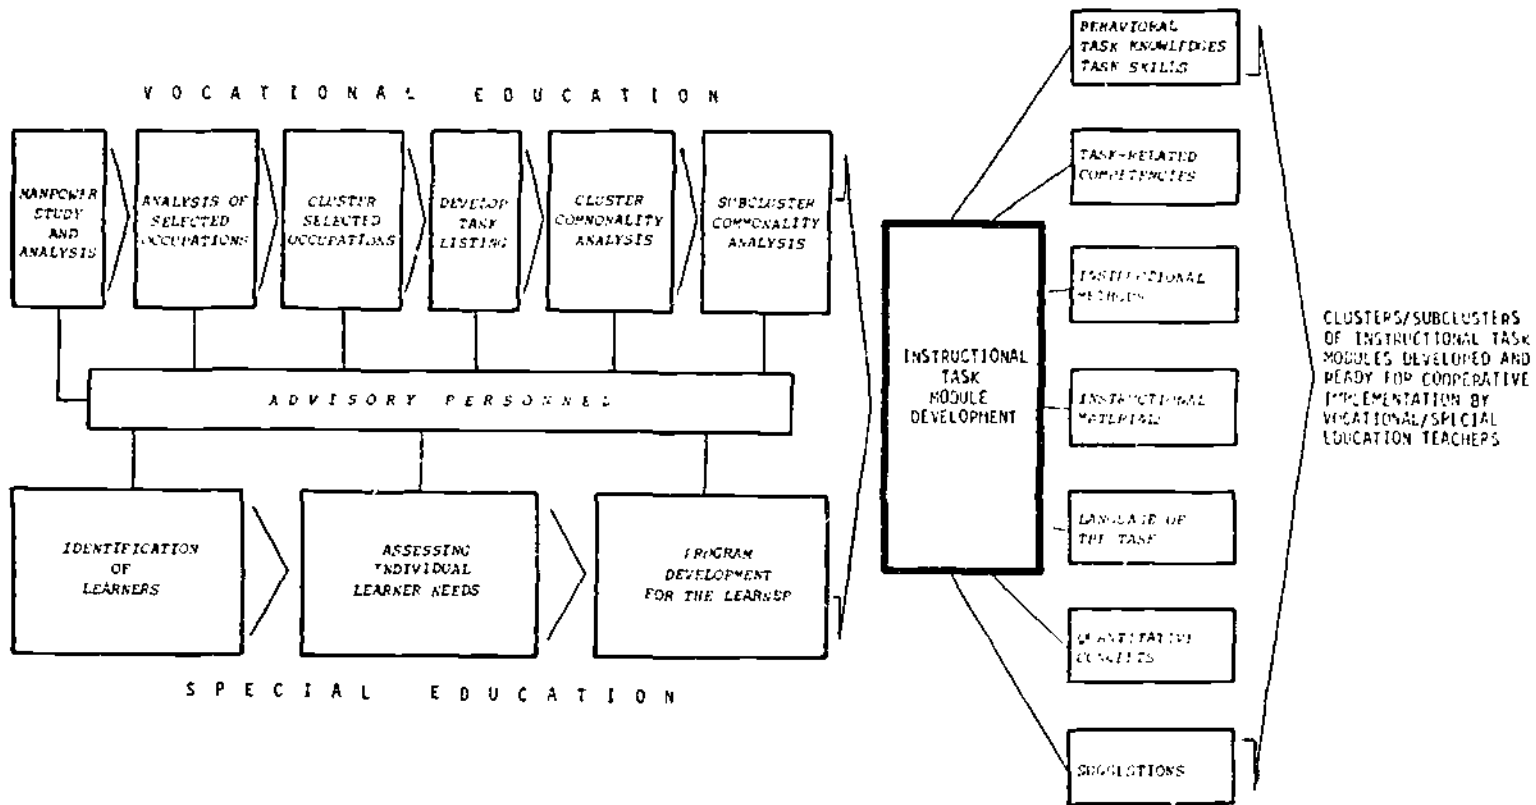 VOCATIONAL EDUCATION
MANPOWER
STUDY
AND
ANALYSIS
ANALYSIS OF
SELECTED
OCCUPATIONS
CLUSTER
SELECTED
OCCUPATIONS
DEVELOP
TASK
LISTING
CLUSTER
COMMONALITY
ANALYSIS
SUBCLUSTER
COMMONALITY
ANALYSIS
ADVISORY PERSONNEL
IDENTIFICATION
OF
LEARNERS
ASSESSING
INDIVIDUAL
LEARNER NEEDS
PROGRAM
DEVELOPMENT
FOR THE LEARNER
SPECIAL EDUCATION
INSTRUCTIONAL
TASK
MODULE
DEVELOPMENT
BEHAVIORAL
TASK KNOWLEDGES
TASK SKILLS
TASK-RELATED
COMPETENCIES
INSTRUCTIONAL
METHODS
INSTRUCTIONAL
MATERIALS
LANGUAGE OF
THE TASK
QUANTITATIVE
CONCEPTS
SUGGESTIONS
CLUSTERS/SUBCLUSTERS
OF INSTRUCTIONAL TASK
MODULES DEVELOPED AND
READY FOR COOPERATIVE
IMPLEMENTATION BY
VOCATIONAL/SPECIAL
EDUCATION TEACHERS